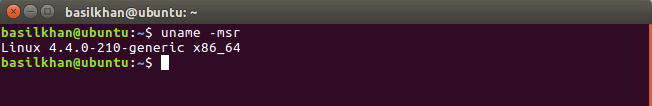 basilkhan@ubuntu: ~
basilkhan@ubuntu:~$ uname -msr
Linux 4.4.0-210-generic x86_64
basilkhan@ubuntu:~$